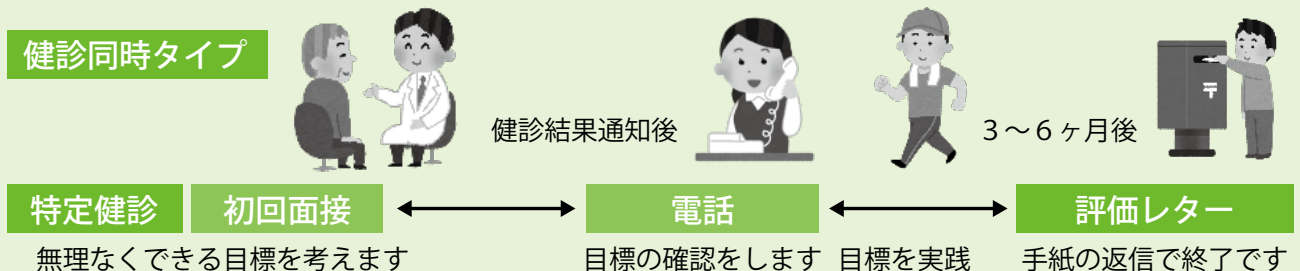 健診同時タイプ
健診結果通知後
３～６ヶ月後
〒
特定健診 初回面接 電話 評価レター
無理なくできる目標を考えます 目標の確認をします 目標を実践 手紙の返信で終了です